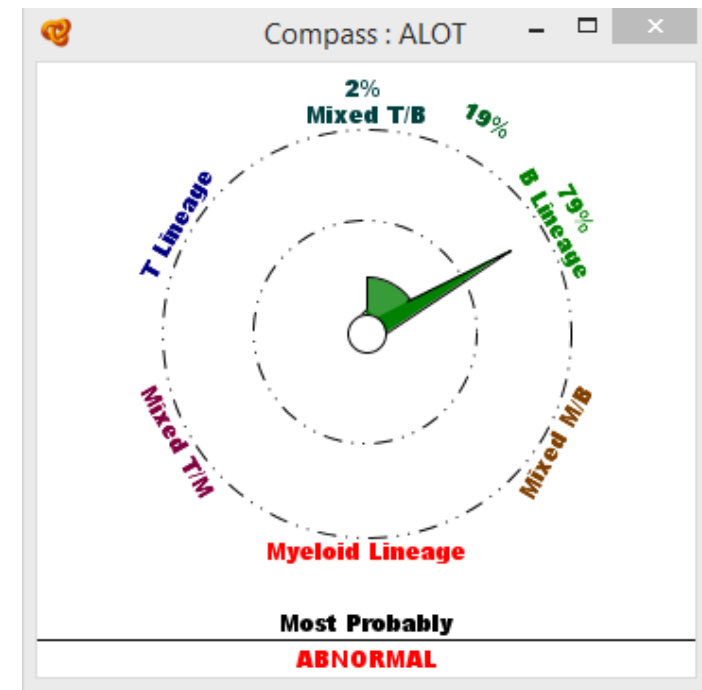 Compass : ALOT
2%
Mixed T/B
19%
79%
B Lineage
T Lineage
Mixed T/M
Mixed M/B
Myeloid Lineage
Most Probably
ABNORMAL